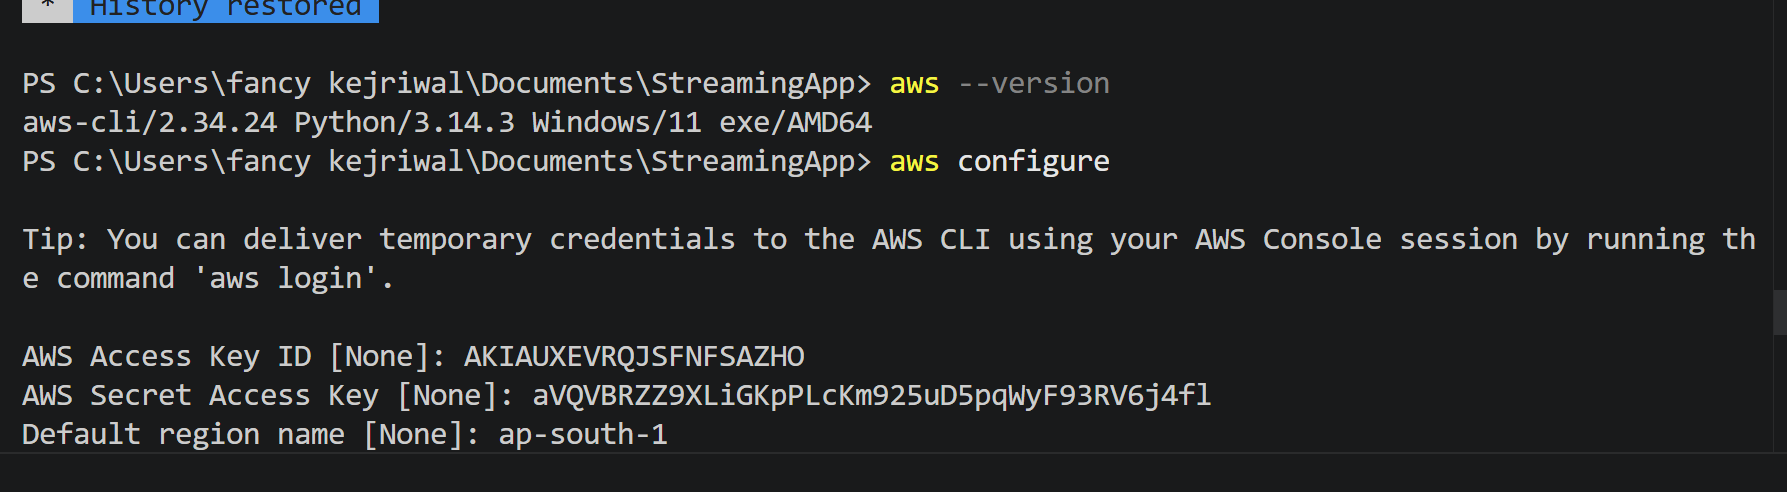 * History restored
PS C:\Users\fancy kejriwal\Documents\StreamingApp> aws --version
aws-cli/2.34.24 Python/3.14.3 Windows/11 exe/AMD64
PS C:\Users\fancy kejriwal\Documents\StreamingApp> aws configure
Tip: You can deliver temporary credentials to the AWS CLI using your AWS Console session by running th
e command 'aws login'.
AWS Access Key ID [None]: AKIAUXEVRQJSFNFSAZHO
AWS Secret Access Key [None]: aVQVBRZZ9XLiGKpPLcKm925uD5pqWyF93RV6j4fl
Default region name [None]: ap-south-1